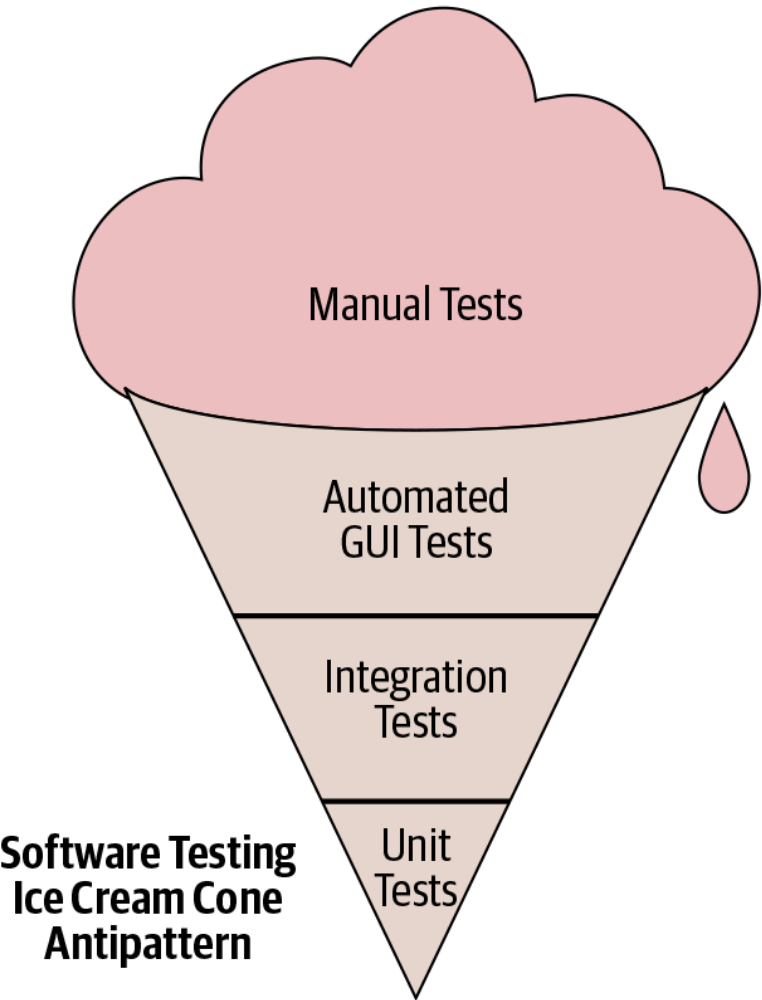 Manual Tests
Automated
GUI Tests
Integration
Tests
Unit
Tests
Software Testing
Ice Cream Cone
Antipattern